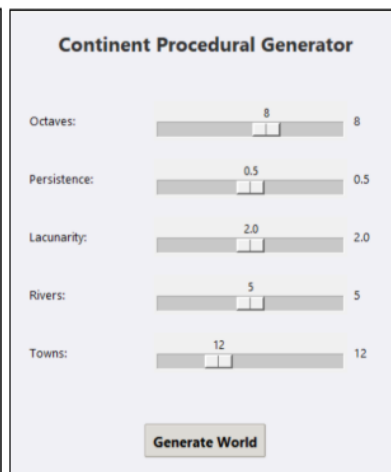 Continent Procedural Generator
8
Octaves: 8
0.5
Persistence: 0.5
2.0
Lacunarity: 2.0
5
Rivers: 5
12
Towns: 12
Generate World